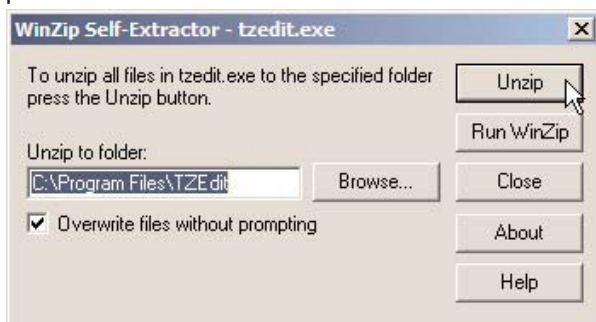 WinZip Self-Extractor - tzedit.exe
To unzip all files in tzedit.exe to the specified folder
press the Unzip button.
Unzip to folder:
C:\Program Files\TZEdit
Browse...
Overwrite files without prompting
Unzip
Run WinZip
Close
About
Help